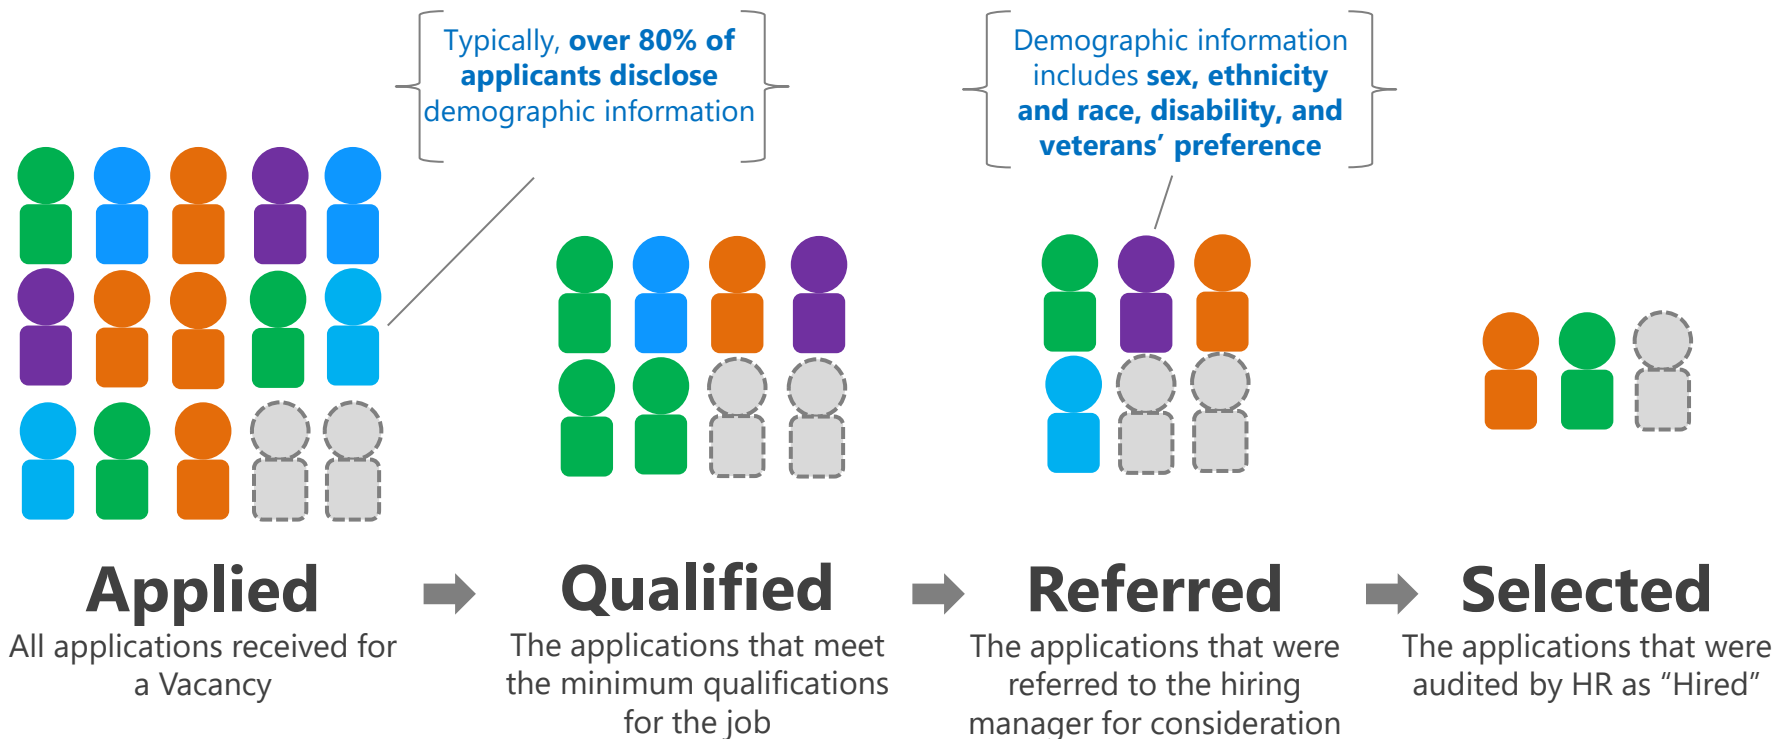 Typically, over 80% of
applicants disclose
demographic information
Demographic information
includes sex, ethnicity
and race, disability, and
veterans’ preference
Applied
All applications received for
a Vacancy
Qualified
The applications that meet
the minimum qualifications
for the job
Referred
The applications that were
referred to the hiring
manager for consideration
Selected
The applications that were
audited by HR as “Hired”